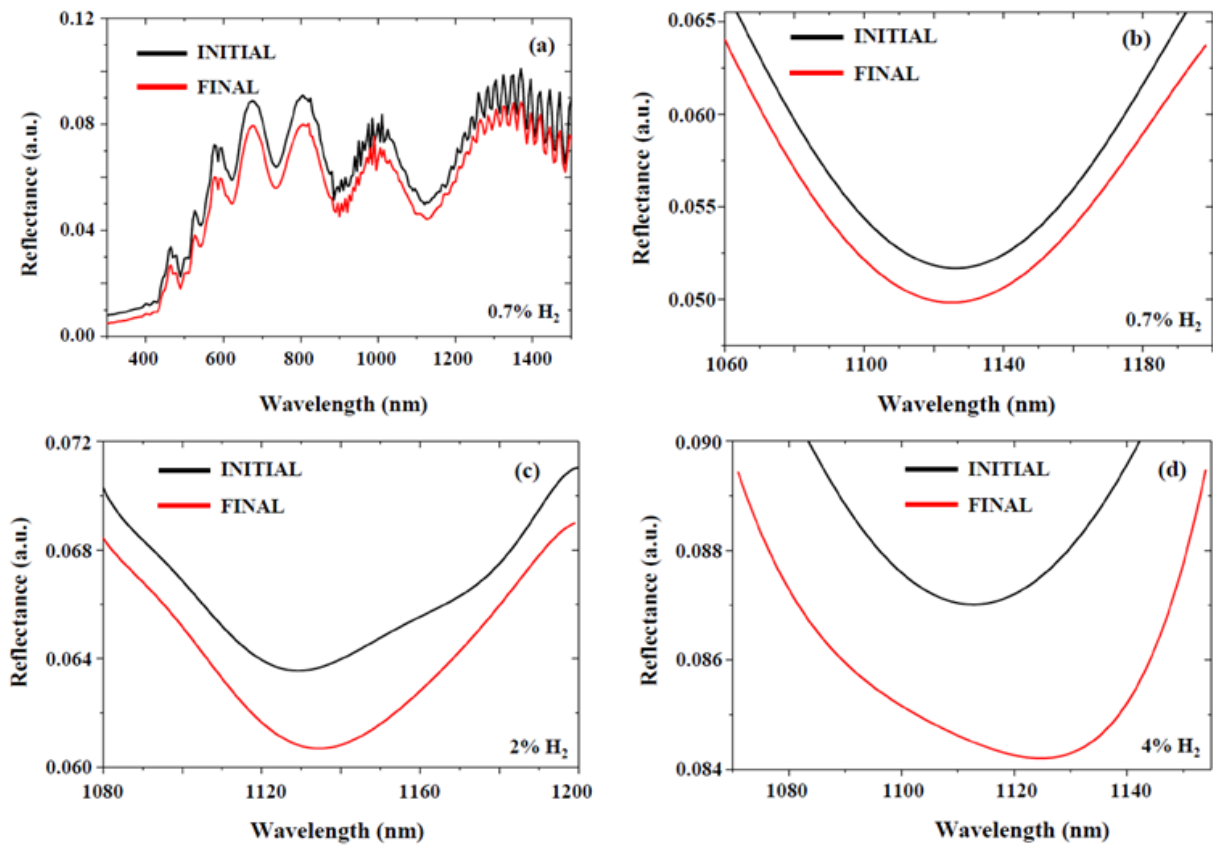 0.12
0.08
0.04
0.00
Reflectance (a.u.)
INITIAL
FINAL
(a)
0.7% H2
400 600 800 1000 1200 1400
Wavelength (nm)
0.065
0.060
0.055
0.050
Reflectance (a.u.)
INITIAL
FINAL
(b)
0.7% H2
1060 1100 1140 1180
Wavelength (nm)
0.072
0.068
0.064
0.060
Reflectance (a.u.)
INITIAL
FINAL
(c)
2% H2
1080 1120 1160 1200
Wavelength (nm)
0.090
0.088
0.086
0.084
Reflectance (a.u.)
INITIAL
FINAL
(d)
4% H2
1080 1100 1120 1140
Wavelength (nm)